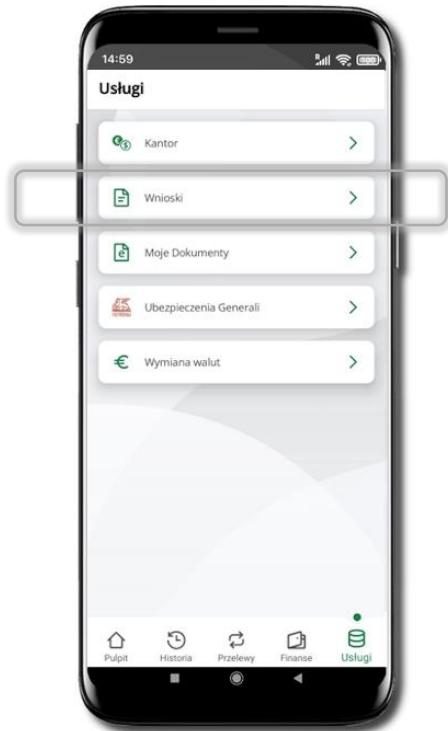 14:59
Usługi
Kantor
Wnioski
Moje Dokumenty
Ubezpieczenia Generali
Wymiana walut
Pulpit
Historia
Przelewy
Finanse
Usługi